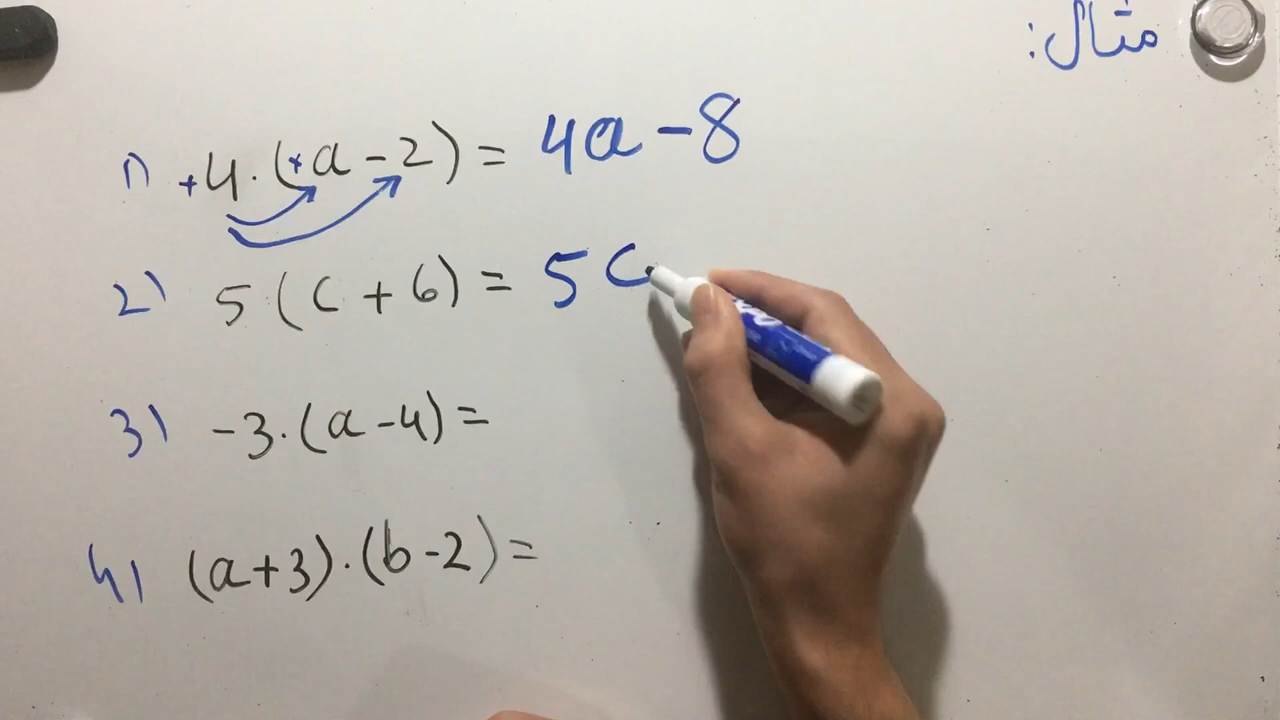 مثال:
1) +4.(+a-2) = 4a-8
2) 5(c+6) = 5c
3) -3.(a-4)=
4) (a+3).(b-2)=